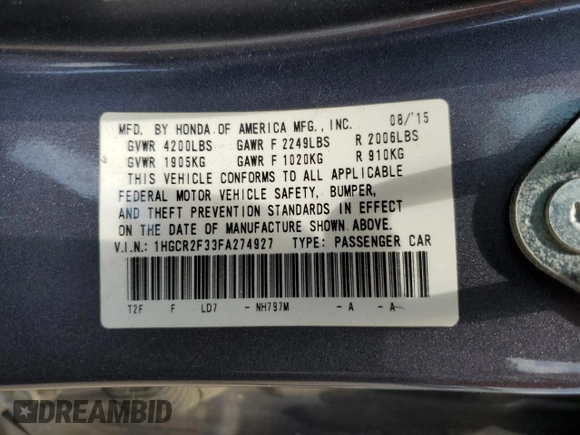 MFD. BY HONDA OF AMERICA MFG., INC. 08/'15
GVWR 4200LBS GAWR F 2249LBS R 2006LBS
GVWR 1905KG GAWR F 1020KG R 910KG
THIS VEHICLE CONFORMS TO ALL APPLICABLE
FEDERAL MOTOR VEHICLE SAFETY, BUMPER,
AND THEFT PREVENTION STANDARDS IN EFFECT
ON THE DATE OF MANUFACTURE SHOWN ABOVE.
V.I.N.: 1HGCR2F33FA274927 TYPE: PASSENGER CAR
T2F F LD7 - NH797M - A - A-
DREAMBID